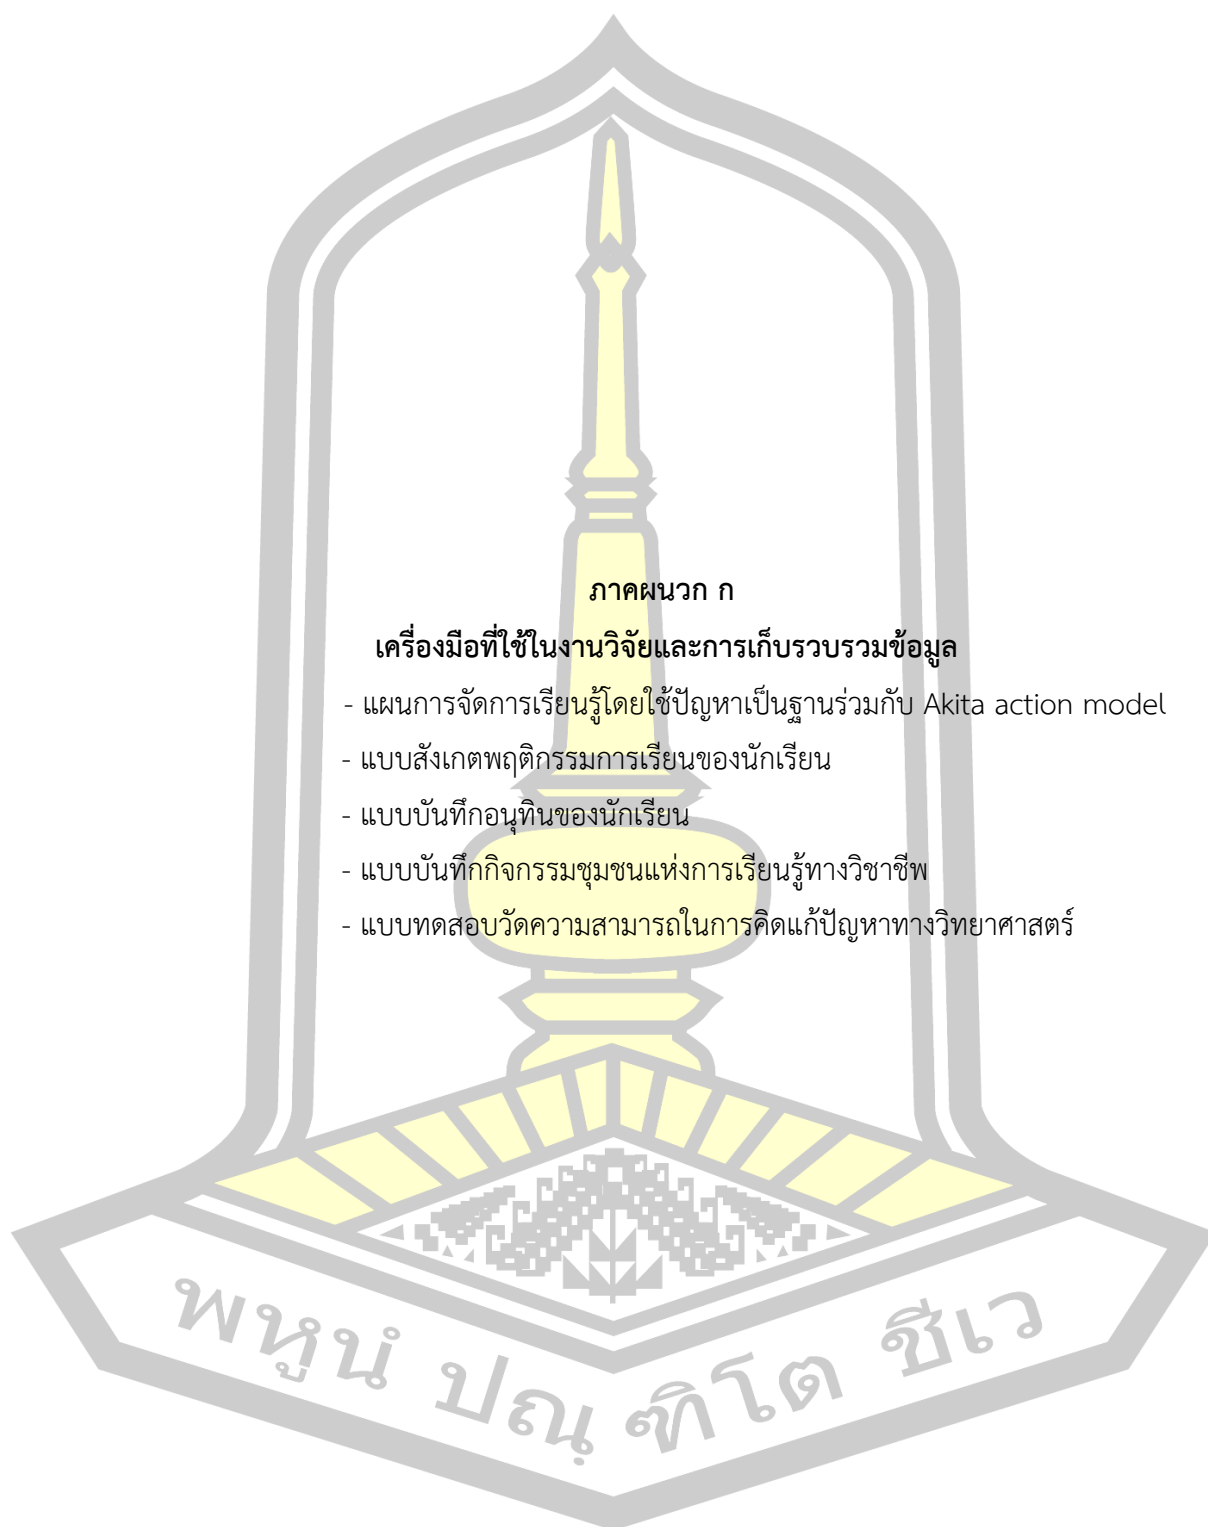 ภาคผนวก ก
เครื่องมือที่ใช้ในงานวิจัยและการเก็บรวบรวมข้อมูล
- แผนการจัดการเรียนรู้โดยใช้ปัญหาเป็นฐานร่วมกับ Akita action model
- แบบสังเกตพฤติกรรมการเรียนของนักเรียน
- แบบบันทึกอนุทินของนักเรียน
- แบบบันทึกกิจกรรมชุมชนแห่งการเรียนรู้ทางวิชาชีพ
- แบบทดสอบวัดความสามารถในการคิดแก้ปัญหาทางวิทยาศาสตร์
พหูนํ ปณฺ ฑิโต ชีเว